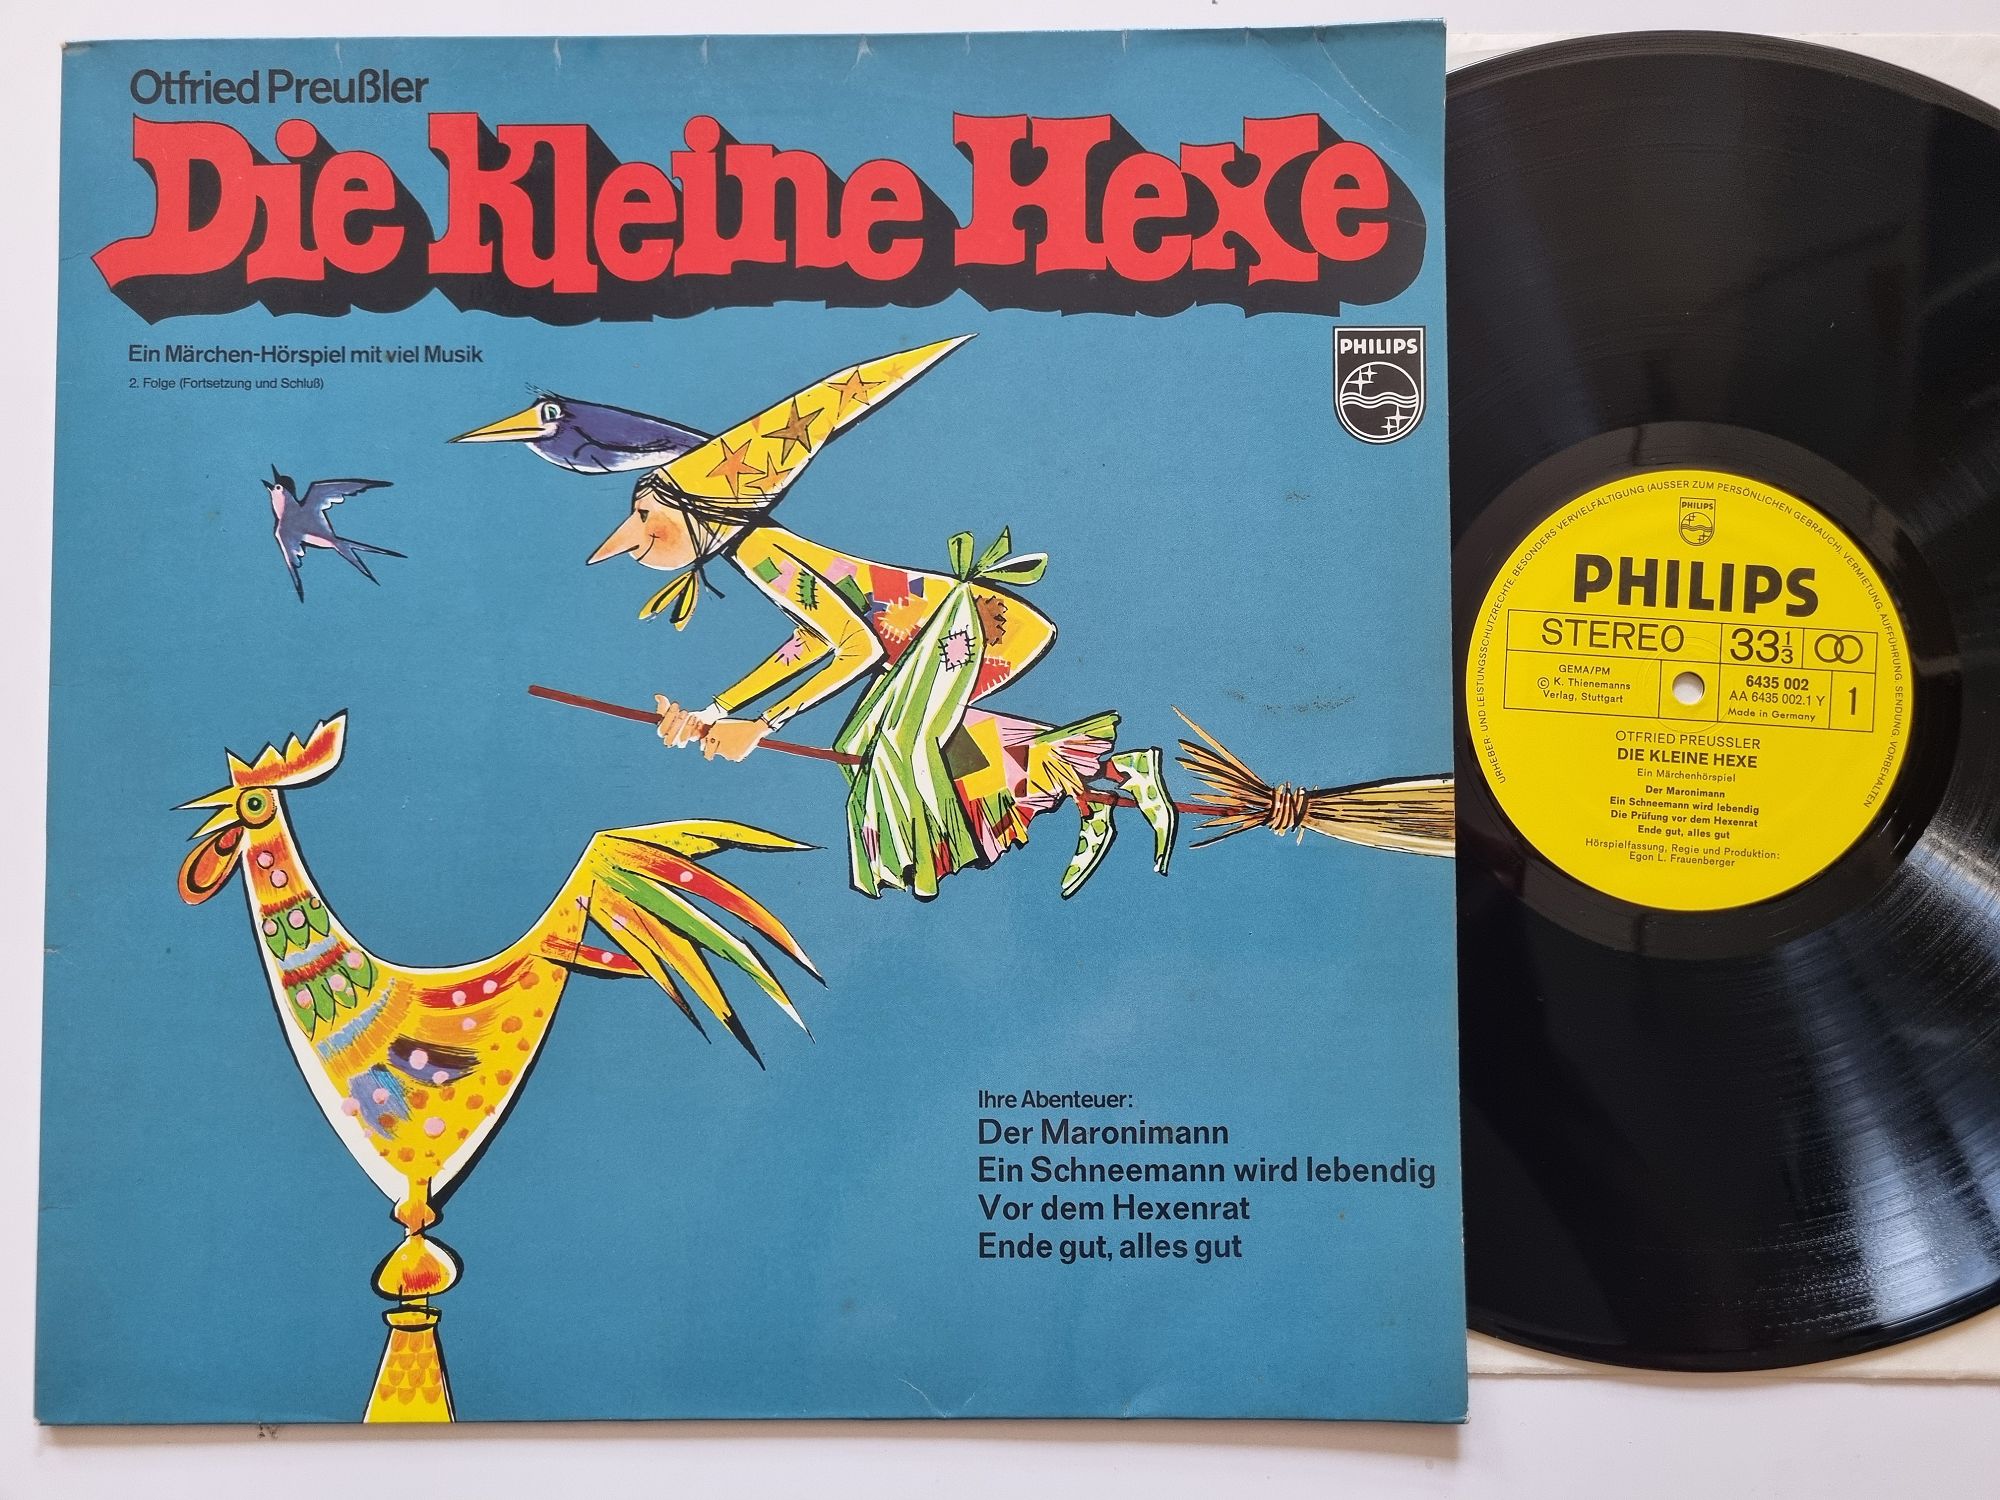 Otfried Preußler
Die kleine Hexe
Ein Märchen-Hörspiel mit viel Musik
2. Folge (Fortsetzung und Schluß)
PHILIPS
Ihre Abenteuer:
Der Maronimann
Ein Schneemann wird lebendig
Vor dem Hexenrat
Ende gut, alles gut
URHEBER- UND LEISTUNGSSCHUTZRECHTE, BESONDERS VERVIELFÄLTIGUNG (AUSSER ZUM PERSÖNLICHEN GEBRAUCH), VERMIETUNG, AUFFÜHRUNG, SENDUNG, VORBEHALTEN
PHILIPS
PHILIPS
STEREO
33 1/3
GEMA/PM
© K. Thienemanns
Verlag, Stuttgart
6435 002
AA 6435 002.1 Y
Made in Germany
1
OTFRIED PREUSSLER
DIE KLEINE HEXE
Ein Märchenhörspiel
Der Maronimann
Ein Schneemann wird lebendig
Die Prüfung vor dem Hexenrat
Ende gut, alles gut
Hörspielfassung, Regie und Produktion:
Egon L. Frauenberger